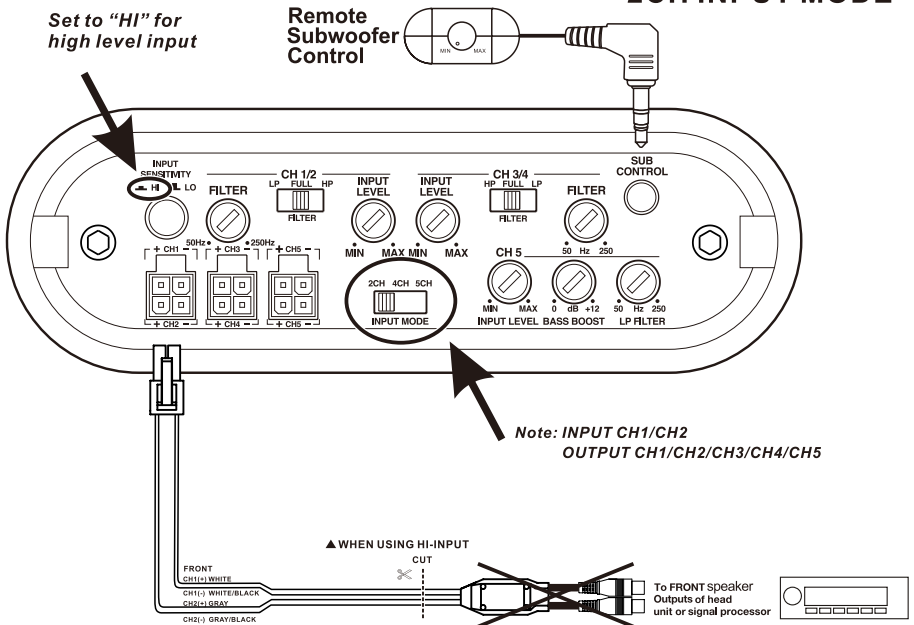 2CH INPUT MODE
Set to "HI" for
high level input
Remote
Subwoofer
Control
MIN MAX
INPUT
SENSITIVITY
HI LO
FILTER
50Hz 250Hz
CH 1/2
LP FULL HP
FILTER
INPUT
LEVEL
MIN MAX
INPUT
LEVEL
MIN MAX
CH 3/4
HP FULL LP
FILTER
FILTER
50 Hz 250
SUB
CONTROL
+ CH1 −
+ CH3 −
+ CH5 −
+ CH2 −
+ CH4 −
+ CH5 −
2CH 4CH 5CH
INPUT MODE
CH 5
MIN MAX
INPUT LEVEL
0 dB +12
BASS BOOST
50 Hz 250
LP FILTER
Note: INPUT CH1/CH2
OUTPUT CH1/CH2/CH3/CH4/CH5
▲WHEN USING HI-INPUT
CUT
FRONT
CH1(+) WHITE
CH1(-) WHITE/BLACK
CH2(+) GRAY
CH2(-) GRAY/BLACK
To FRONT speaker
Outputs of head
unit or signal processor